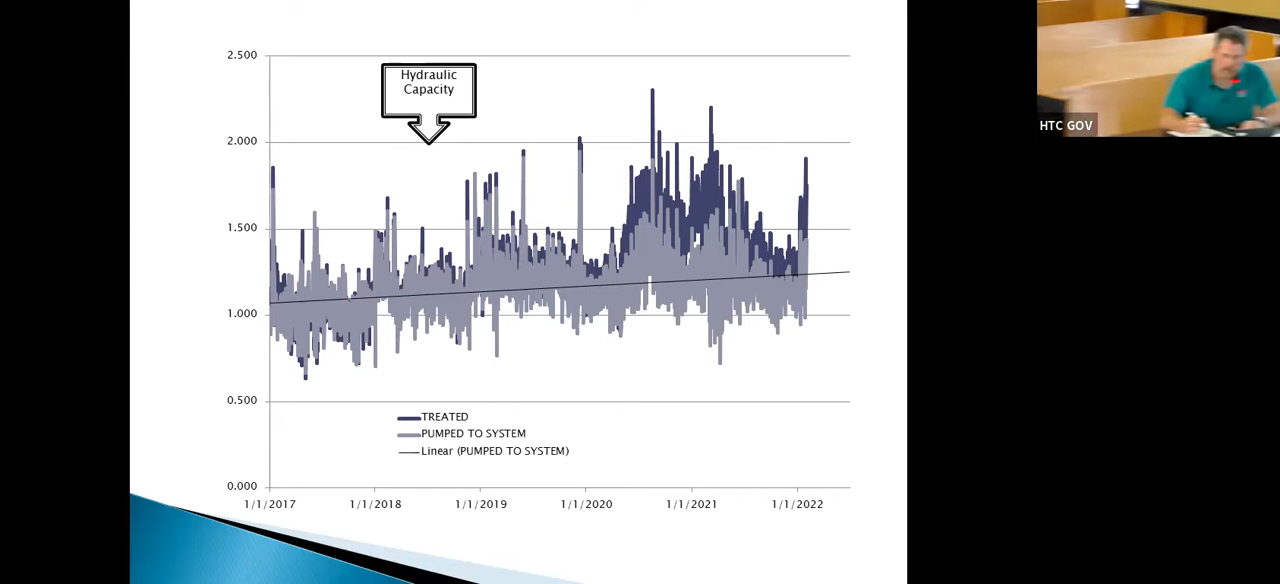 2.500
Hydraulic
Capacity
2.000
1.500
1.000
0.500
TREATED
PUMPED TO SYSTEM
Linear (PUMPED TO SYSTEM)
0.000
1/1/2017
1/1/2018
1/1/2019
1/1/2020
1/1/2021
1/1/2022
HTC GOV